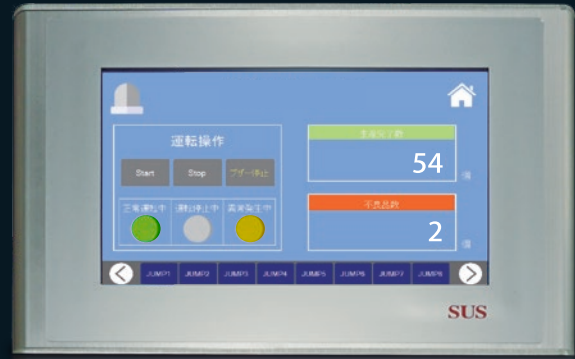 運転操作
Start
Stop
ブザー停止
正常運転中
運転停止中
異常発生中
生産完了数
54
個
不良品数
2
個
JUMP1
JUMP2
JUMP3
JUMP4
JUMP5
JUMP6
JUMP7
JUMP8
SUS